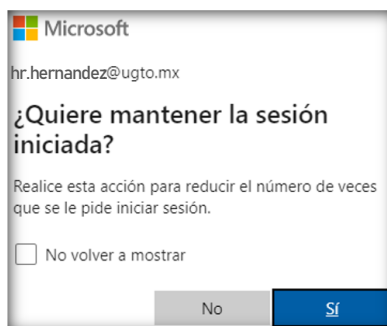 Microsoft
hr.hernandez@ugto.mx
¿Quiere mantener la sesión
iniciada?
Realice esta acción para reducir el número de veces
que se le pide iniciar sesión.
No volver a mostrar
No
Sí